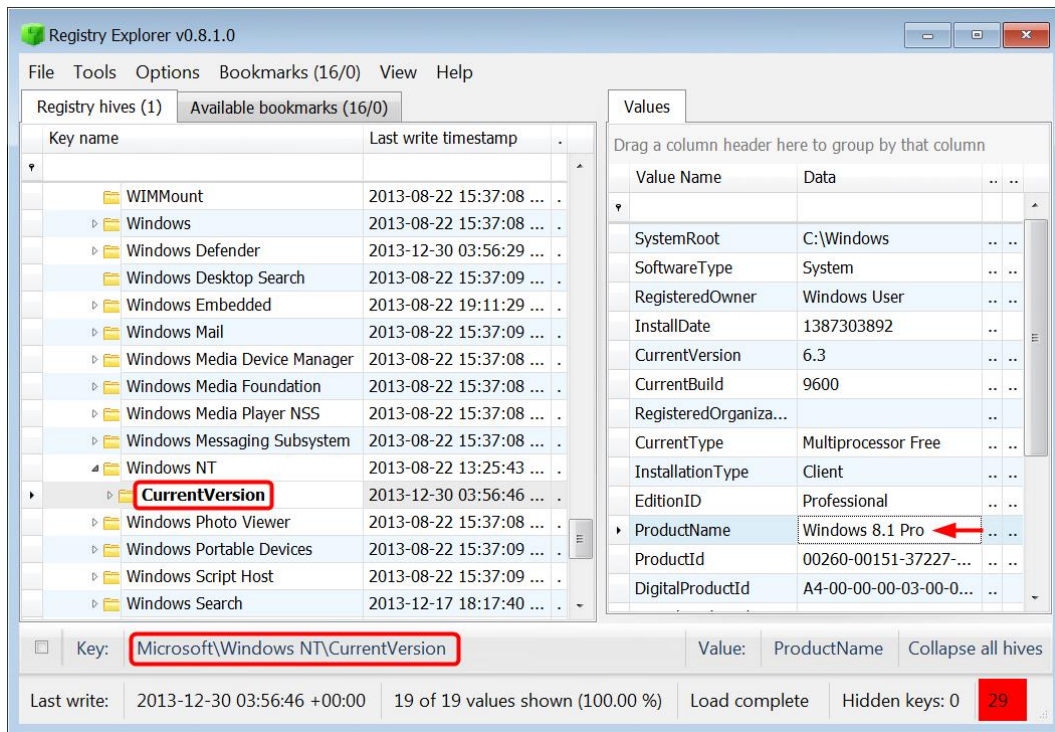 Registry Explorer v0.8.1.0
File Tools Options Bookmarks (16/0) View Help
Registry hives (1) Available bookmarks (16/0) Values
Key name Last write timestamp .
Drag a column header here to group by that column
Value Name Data .. ..
WIMMount 2013-08-22 15:37:08 ... .
Windows 2013-08-22 15:37:08 ... .
Windows Defender 2013-12-30 03:56:29 ... .
Windows Desktop Search 2013-08-22 15:37:09 ... .
Windows Embedded 2013-08-22 19:11:29 ... .
Windows Mail 2013-08-22 15:37:09 ... .
Windows Media Device Manager 2013-08-22 15:37:08 ... .
Windows Media Foundation 2013-08-22 15:37:08 ... .
Windows Media Player NSS 2013-08-22 15:37:08 ... .
Windows Messaging Subsystem 2013-08-22 15:37:08 ... .
Windows NT 2013-08-22 13:25:43 ... .
CurrentVersion 2013-12-30 03:56:46 ... .
Windows Photo Viewer 2013-08-22 15:37:08 ... .
Windows Portable Devices 2013-08-22 15:37:09 ... .
Windows Script Host 2013-08-22 15:37:09 ... .
Windows Search 2013-12-17 18:17:40 ... .
SystemRoot C:\Windows .. ..
SoftwareType System .. ..
RegisteredOwner Windows User .. ..
InstallDate 1387303892 ..
CurrentVersion 6.3 .. ..
CurrentBuild 9600 .. ..
RegisteredOrganiza... ..
CurrentType Multiprocessor Free .. ..
InstallationType Client .. ..
EditionID Professional .. ..
ProductName Windows 8.1 Pro .. ..
ProductId 00260-00151-37227-... .. ..
DigitalProductId A4-00-00-00-03-00-0... ..
Key: Microsoft\Windows NT\CurrentVersion Value: ProductName Collapse all hives
Last write: 2013-12-30 03:56:46 +00:00 19 of 19 values shown (100.00 %) Load complete Hidden keys: 0 29